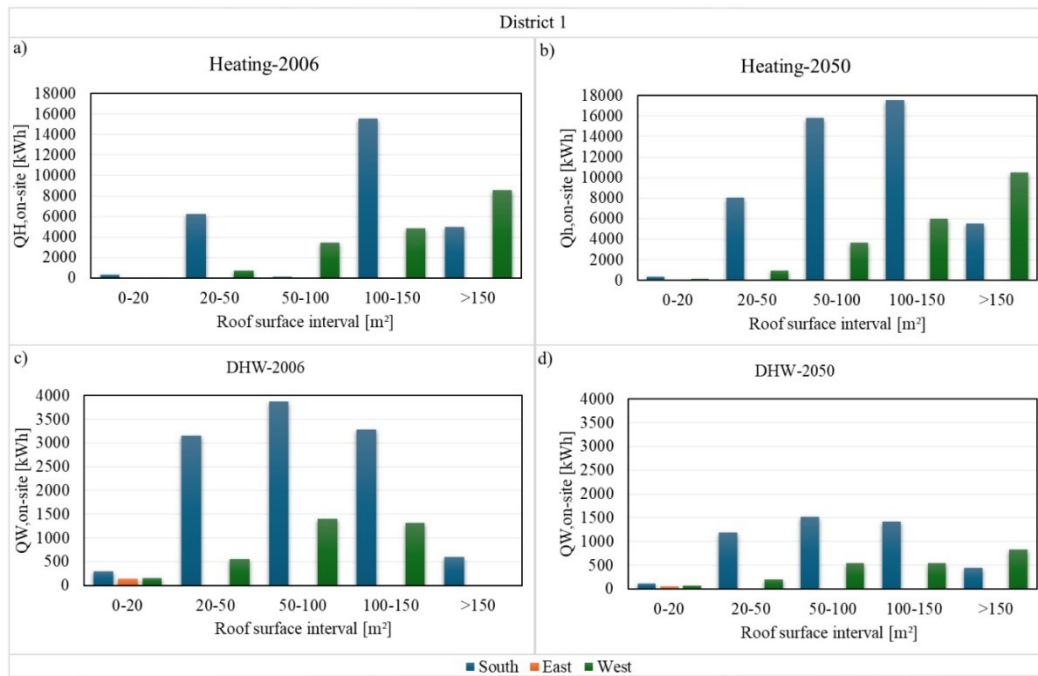 District 1
a)
Heating-2006
QH,on-site [kWh]
18000
16000
14000
12000
10000
8000
6000
4000
2000
0
0-20 20-50 50-100 100-150 >150
Roof surface interval [m²]
b)
Heating-2050
Qh,on-site [kWh]
18000
16000
14000
12000
10000
8000
6000
4000
2000
0
0-20 20-50 50-100 100-150 >150
Roof surface interval [m²]
c)
DHW-2006
QW,on-site [kWh]
4000
3500
3000
2500
2000
1500
1000
500
0
0-20 20-50 50-100 100-150 >150
Roof surface interval [m²]
d)
DHW-2050
QW,on-site [kWh]
4000
3500
3000
2500
2000
1500
1000
500
0
0-20 20-50 50-100 100-150 >150
Roof surface interval [m²]
South East West